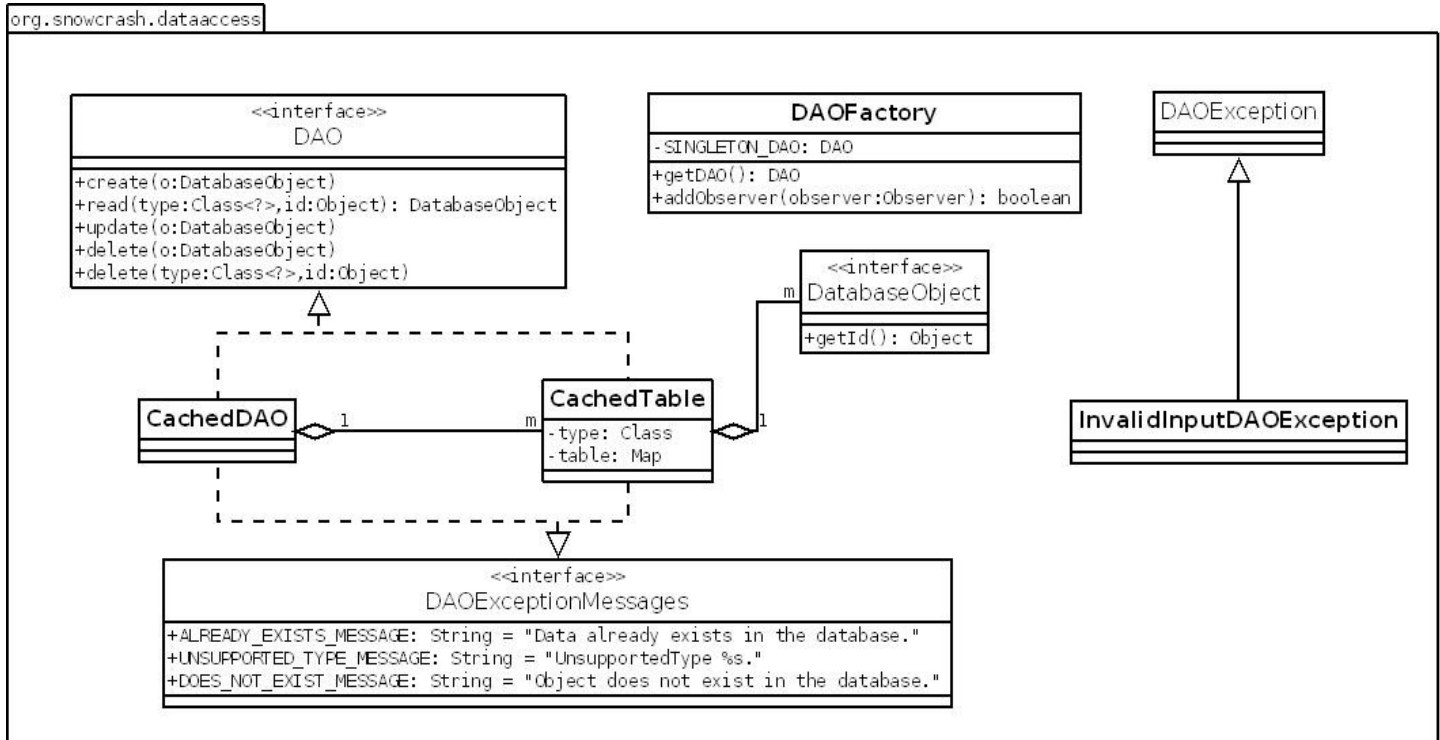 org.snowcrash.dataaccess
<<interface>>
DAO
+create(o:DatabaseObject)
+read(type:Class<?>,id:Object): DatabaseObject
+update(o:DatabaseObject)
+delete(o:DatabaseObject)
+delete(type:Class<?>,id:Object)
DAOFactory
-SINGLETON_DAO: DAO
+getDAO(): DAO
+addObserver(observer:Observer): boolean
DAOException
<<interface>>
DatabaseObject
+getId(): Object
m
CachedDAO
1
m
CachedTable
-type: Class
-table: Map
1
InvalidInputDAOException
<<interface>>
DAOExceptionMessages
+ALREADY_EXISTS_MESSAGE: String = "Data already exists in the database."
+UNSUPPORTED_TYPE_MESSAGE: String = "UnsupportedType %s."
+DOES_NOT_EXIST_MESSAGE: String = "Object does not exist in the database."